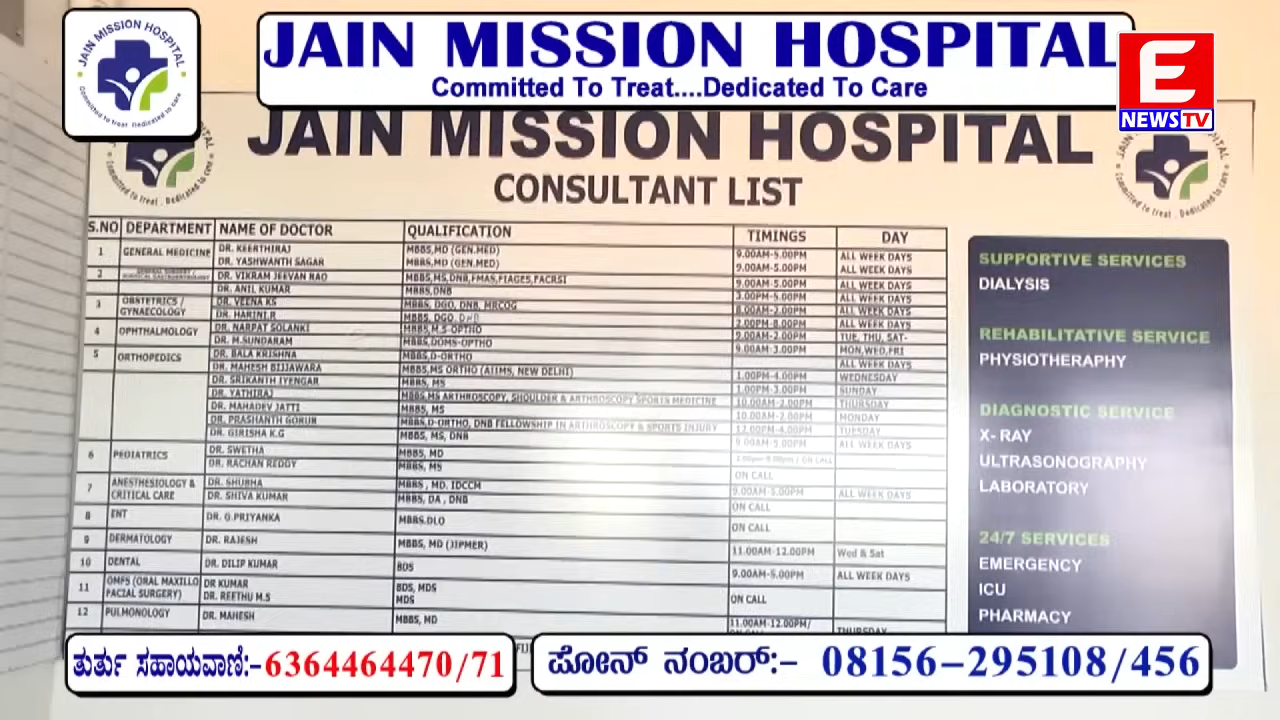 JAIN MISSION HOSPITAL
Committed To Treat....Dedicated To Care
JAIN MISSION HOSPITAL
Committed to treat Dedicated to care
E
NEWSTV
JAIN MISSION HOSPITAL
CONSULTANT LIST
S.NO DEPARTMENT NAME OF DOCTOR QUALIFICATION TIMINGS DAY
1 GENERAL MEDICINE DR. KEERTHIRAJ MBBS,MD (GEN.MED) 9.00AM-5.00PM ALL WEEK DAYS
DR. YASHWANTH SAGAR MBBS,MD (GEN.MED) 9.00AM-5.00PM ALL WEEK DAYS
2 DR. VIKRAM JEEVAN RAO MBBS,MS,DNB,FMAS,FIAGES,FACRSI 9.00AM-5.00PM ALL WEEK DAYS
DR. ANIL KUMAR MBBS,DNB 3.00PM-5.00PM ALL WEEK DAYS
3 OBSTETRICS / GYNAECOLOGY DR. VEENA KS MBBS, DGO, DNB, MRCOG 8.00AM-2.00PM ALL WEEK DAYS
DR. HARINI.R MBBS, DGO, DNB 2.00PM-8.00PM ALL WEEK DAYS
4 OPHTHALMOLOGY DR. NARPAT SOLANKI MBBS,M.S-OPTHO 9.00AM-2.00PM TUE, THU, SAT-
DR. M.SUNDARAM MBBS,DOMS-OPTHO 9.00AM-3.00PM MON,WED,FRI
5 ORTHOPEDICS DR. BALA KRISHNA MBBS,D-ORTHO ALL WEEK DAYS
DR. MAHESH BIJJAWARA MBBS,MS ORTHO (AIIMS, NEW DELHI) 1.00PM-4.00PM WEDNESDAY
DR. SRIKANTH IYENGAR MBBS, MS 1.00PM-3.00PM SUNDAY
DR. YATHIRAJ MBBS,MS ARTHROSCOPY, SHOULDER & ARTHROSCOPY SPORTS MEDICINE 10.00AM-2.00PM THURSDAY
DR. MAHADEV JATTI MBBS, MS 10.00AM-2.00PM MONDAY
DR. PRASHANTH GOKUR MBBS,D-ORTHO, DNB FELLOWSHIP IN ARTHROSCOPY & SPORTS INJURY 12.00PM-4.00PM TUESDAY
DR. GIRISHA K.G MBBS, MS, DNB 9.00AM-5.00PM ALL WEEK DAYS
6 PEDIATRICS DR. SWETHA MBBS, MD / ON CALL
DR. RACHAN REDDY MBBS, MS ON CALL
7 ANESTHESIOLOGY & CRITICAL CARE DR. SHUBHA MBBS, MD. IDCCM 9.00AM-5.00PM ALL WEEK DAYS
DR. SHIVA KUMAR MBBS, DA , DNB ON CALL
8 ENT DR. G.PRIYANKA MBBS.DLO ON CALL
9 DERMATOLOGY DR. RAJESH MBBS, MD (JIPMER) 11.00AM-12.00PM Wed & Sat
10 DENTAL DR. DILIP KUMAR BDS 9.00AM-5.00PM ALL WEEK DAYS
11 OMFS (ORAL MAXILLO FACIAL SURGERY) DR KUMAR BDS, MDS ON CALL
DR. REETHU M.S MDS
12 PULMONOLOGY DR. MAHESH MBBS, MD 11.00AM-12.00PM/ THURSDAY
SUPPORTIVE SERVICES
DIALYSIS
REHABILITATIVE SERVICE
PHYSIOTHERAPHY
DIAGNOSTIC SERVICE
X- RAY
ULTRASONOGRAPHY
LABORATORY
24/7 SERVICES
EMERGENCY
ICU
PHARMACY
ತುರ್ತು ಸಹಾಯವಾಣಿ:-6364464470/71
ಫೋನ್ ನಂಬರ್:- 08156-295108/456